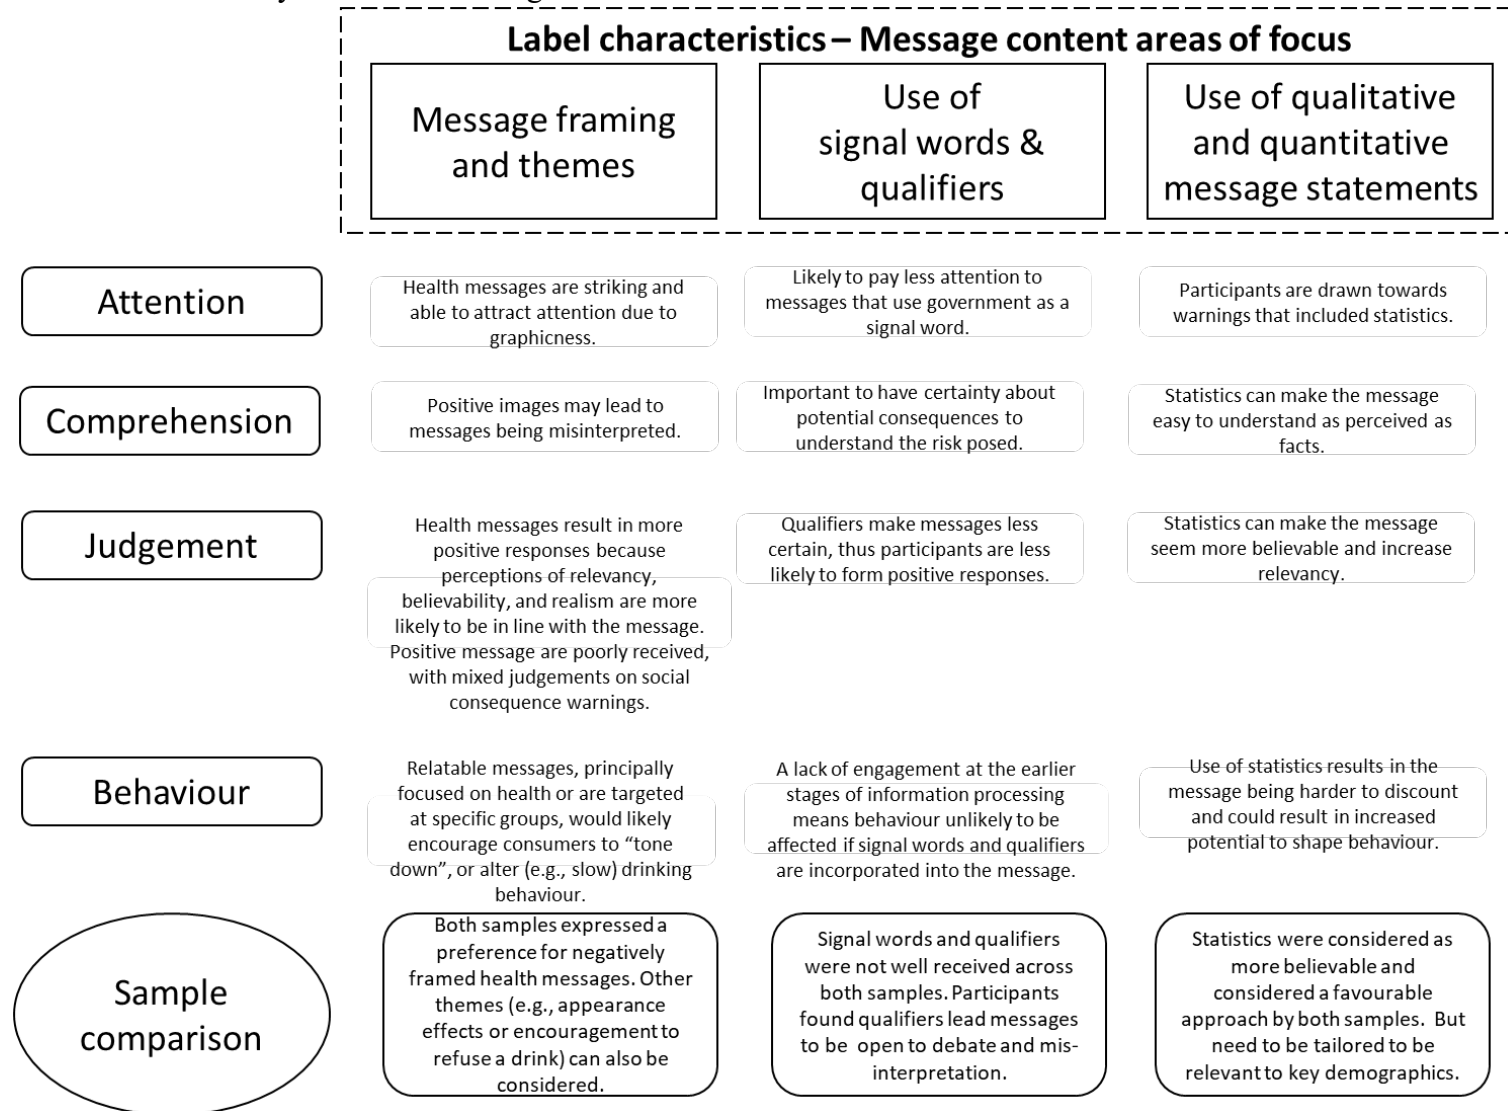 Label characteristics – Message content areas of focus
Message framing
and themes
Use of
signal words &
qualifiers
Use of qualitative
and quantitative
message statements
Attention
Health messages are striking and
able to attract attention due to
graphicness.
Likely to pay less attention to
messages that use government as a
signal word.
Participants are drawn towards
warnings that included statistics.
Comprehension
Positive images may lead to
messages being misinterpreted.
Important to have certainty about
potential consequences to
understand the risk posed.
Statistics can make the message
easy to understand as perceived as
facts.
Judgement
Health messages result in more
positive responses because
perceptions of relevancy,
believability, and realism are more
likely to be in line with the message.
Positive message are poorly received,
with mixed judgements on social
consequence warnings.
Qualifiers make messages less
certain, thus participants are less
likely to form positive responses.
Statistics can make the message
seem more believable and increase
relevancy.
Behaviour
Relatable messages, principally
focused on health or are targeted
at specific groups, would likely
encourage consumers to “tone
down”, or alter (e.g., slow) drinking
behaviour.
A lack of engagement at the earlier
stages of information processing
means behaviour unlikely to be
affected if signal words and qualifiers
are incorporated into the message.
Use of statistics results in the
message being harder to discount
and could result in increased
potential to shape behaviour.
Sample
comparison
Both samples expressed a
preference for negatively
framed health messages. Other
themes (e.g., appearance
effects or encouragement to
refuse a drink) can also be
considered.
Signal words and qualifiers
were not well received across
both samples. Participants
found qualifiers lead messages
to be open to debate and mis-
interpretation.
Statistics were considered as
more believable and
considered a favourable
approach by both samples. But
need to be tailored to be
relevant to key demographics.